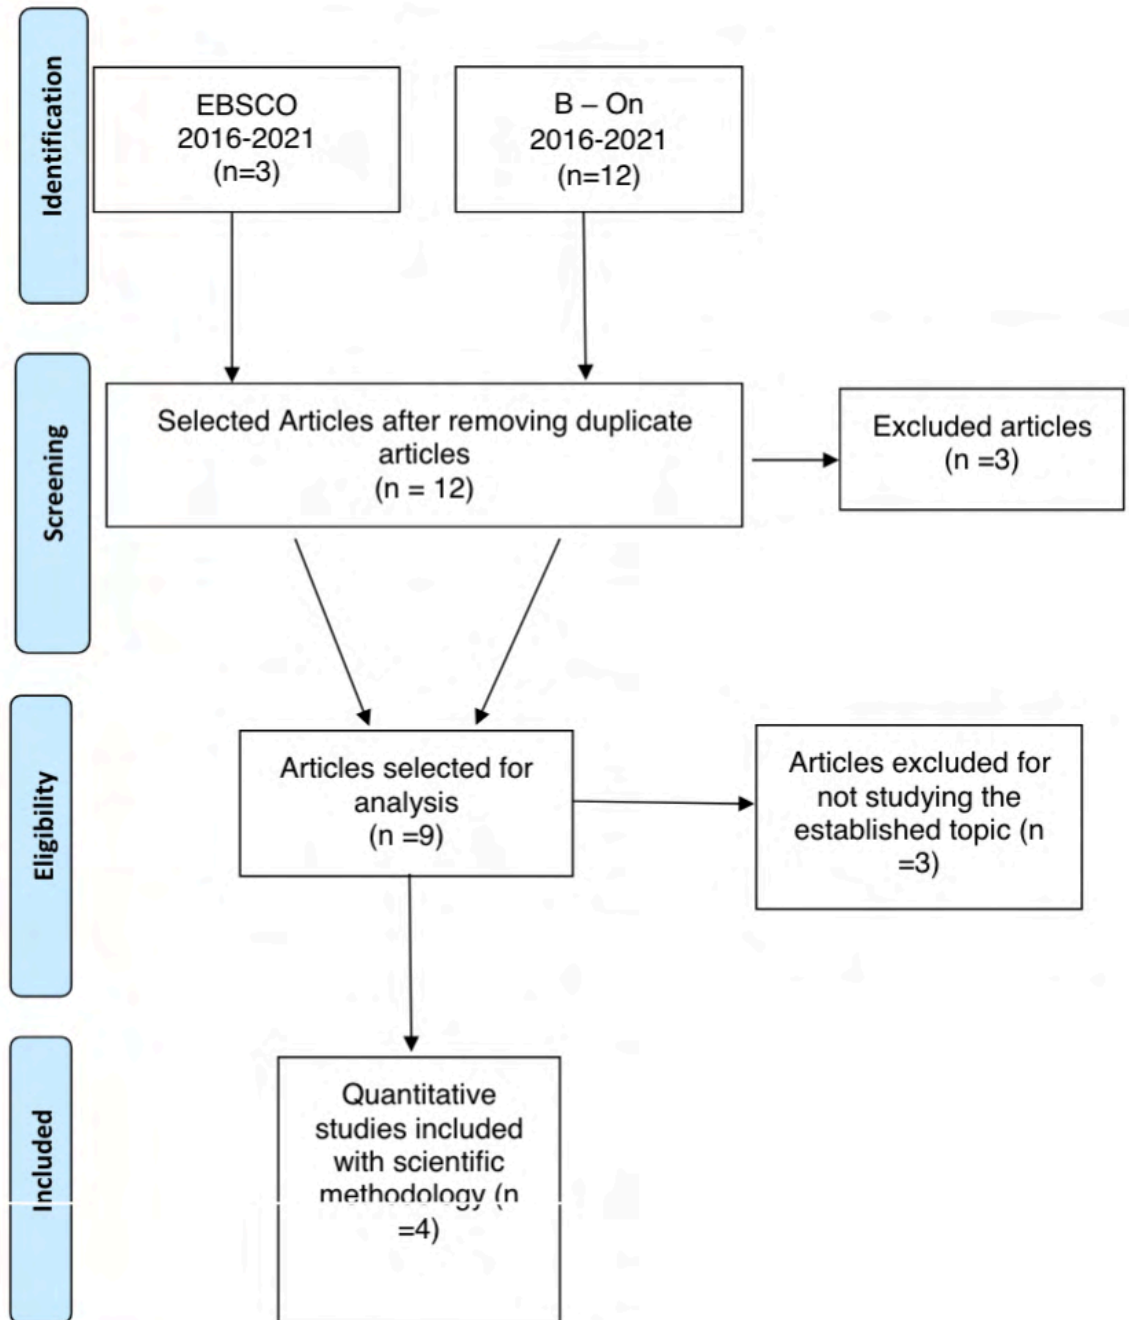 Identification
EBSCO
2016-2021
(n=3)
B – On
2016-2021
(n=12)
Screening
Selected Articles after removing duplicate
articles
(n = 12)
Excluded articles
(n =3)
Eligibility
Articles selected for
analysis
(n =9)
Articles excluded for
not studying the
established topic (n
=3)
Included
Quantitative
studies included
with scientific
methodology (n
=4)